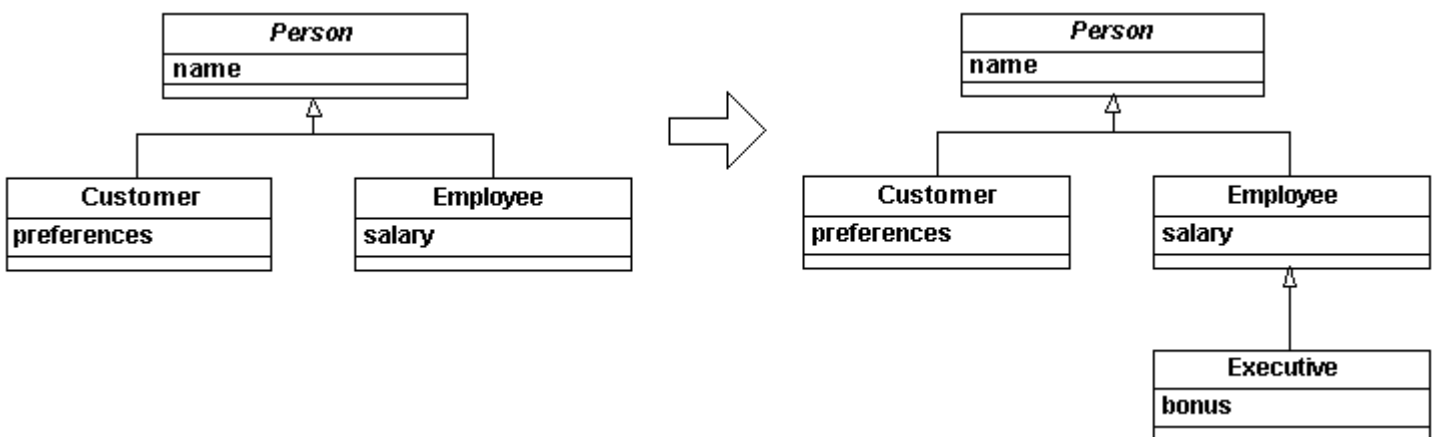 Person
name
Customer
preferences
Employee
salary
Person
name
Customer
preferences
Employee
salary
Executive
bonus